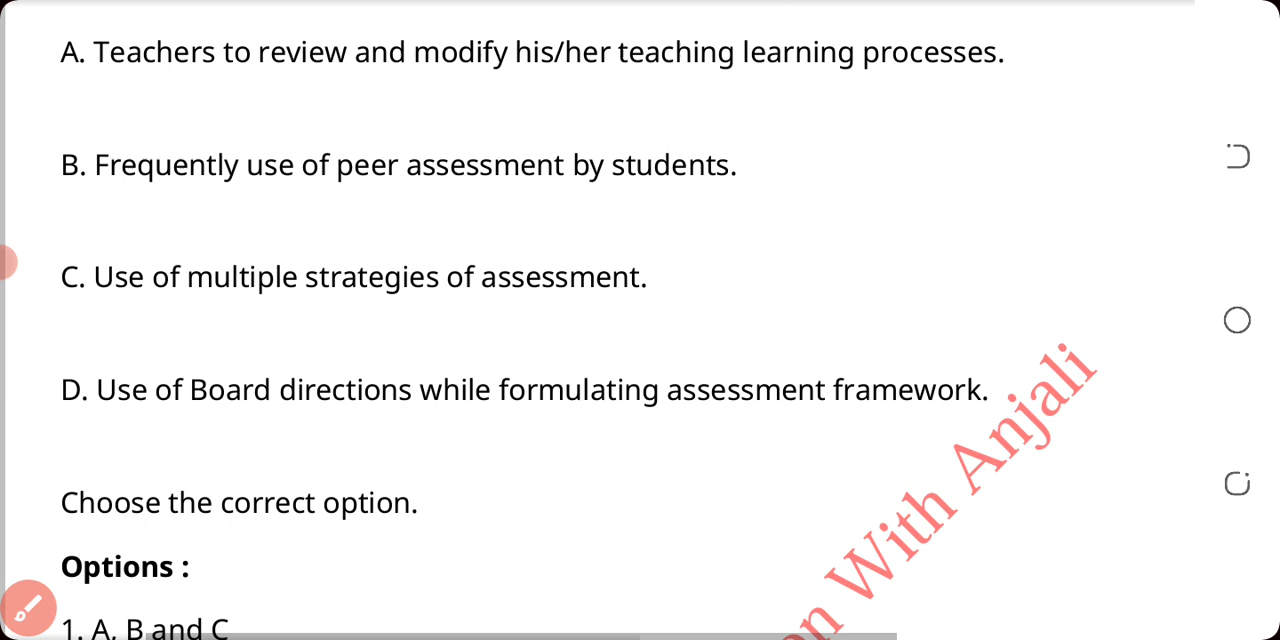 A. Teachers to review and modify his/her teaching learning processes.
B. Frequently use of peer assessment by students.
C. Use of multiple strategies of assessment.
D. Use of Board directions while formulating assessment framework.
Choose the correct option.
Options :
1. A, B and C
With Anjali